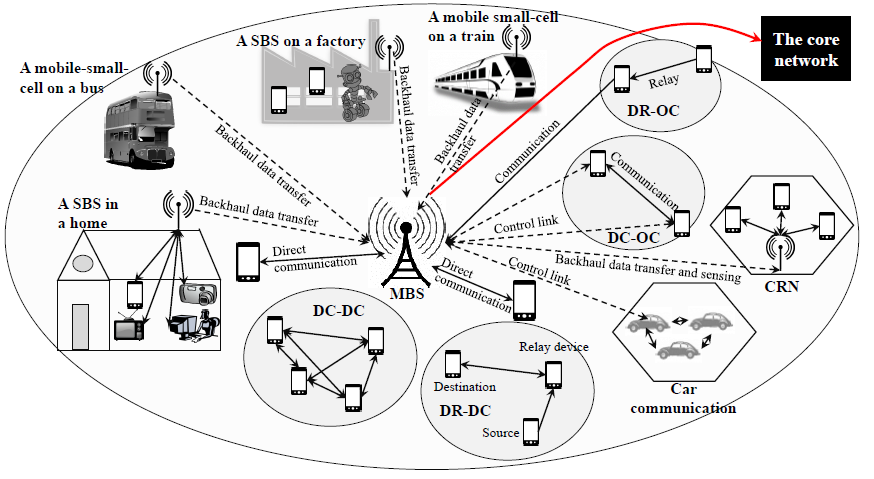 A mobile small-cell
on a train
The core
network
A SBS on a factory
A mobile-small-
cell on a bus
Relay
DR-OC
Backhaul data
transfer
Backhaul data
transfer
Communication
Backhaul data transfer
Communication
DC-OC
A SBS in
a home
Backhaul data transfer
Control link
Direct
communication
Backhaul data transfer and sensing
CRN
MBS
Direct
communication
Control link
DC-DC
Relay device
Destination
DR-DC
Source
Car
communication